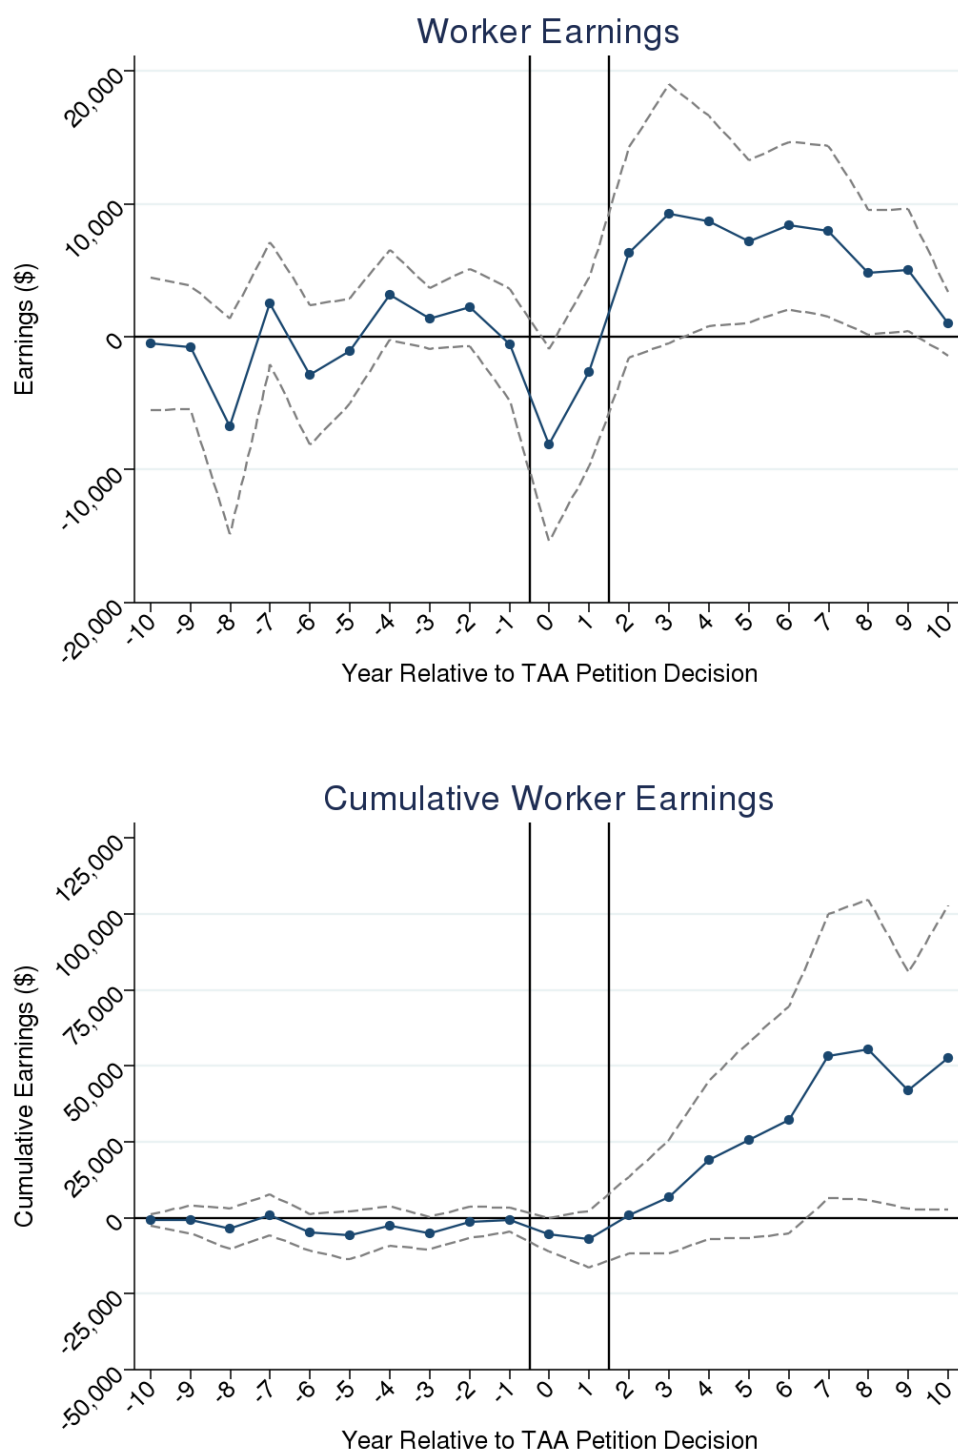 Worker Earnings
Earnings ($)
20,000
10,000
0
-10,000
-20,000
-10 -9 -8 -7 -6 -5 -4 -3 -2 -1 0 1 2 3 4 5 6 7 8 9 10
Year Relative to TAA Petition Decision
Cumulative Worker Earnings
Cumulative Earnings ($)
125,000
100,000
75,000
50,000
25,000
0
-25,000
-50,000
-10 -9 -8 -7 -6 -5 -4 -3 -2 -1 0 1 2 3 4 5 6 7 8 9 10
Year Relative to TAA Petition Decision